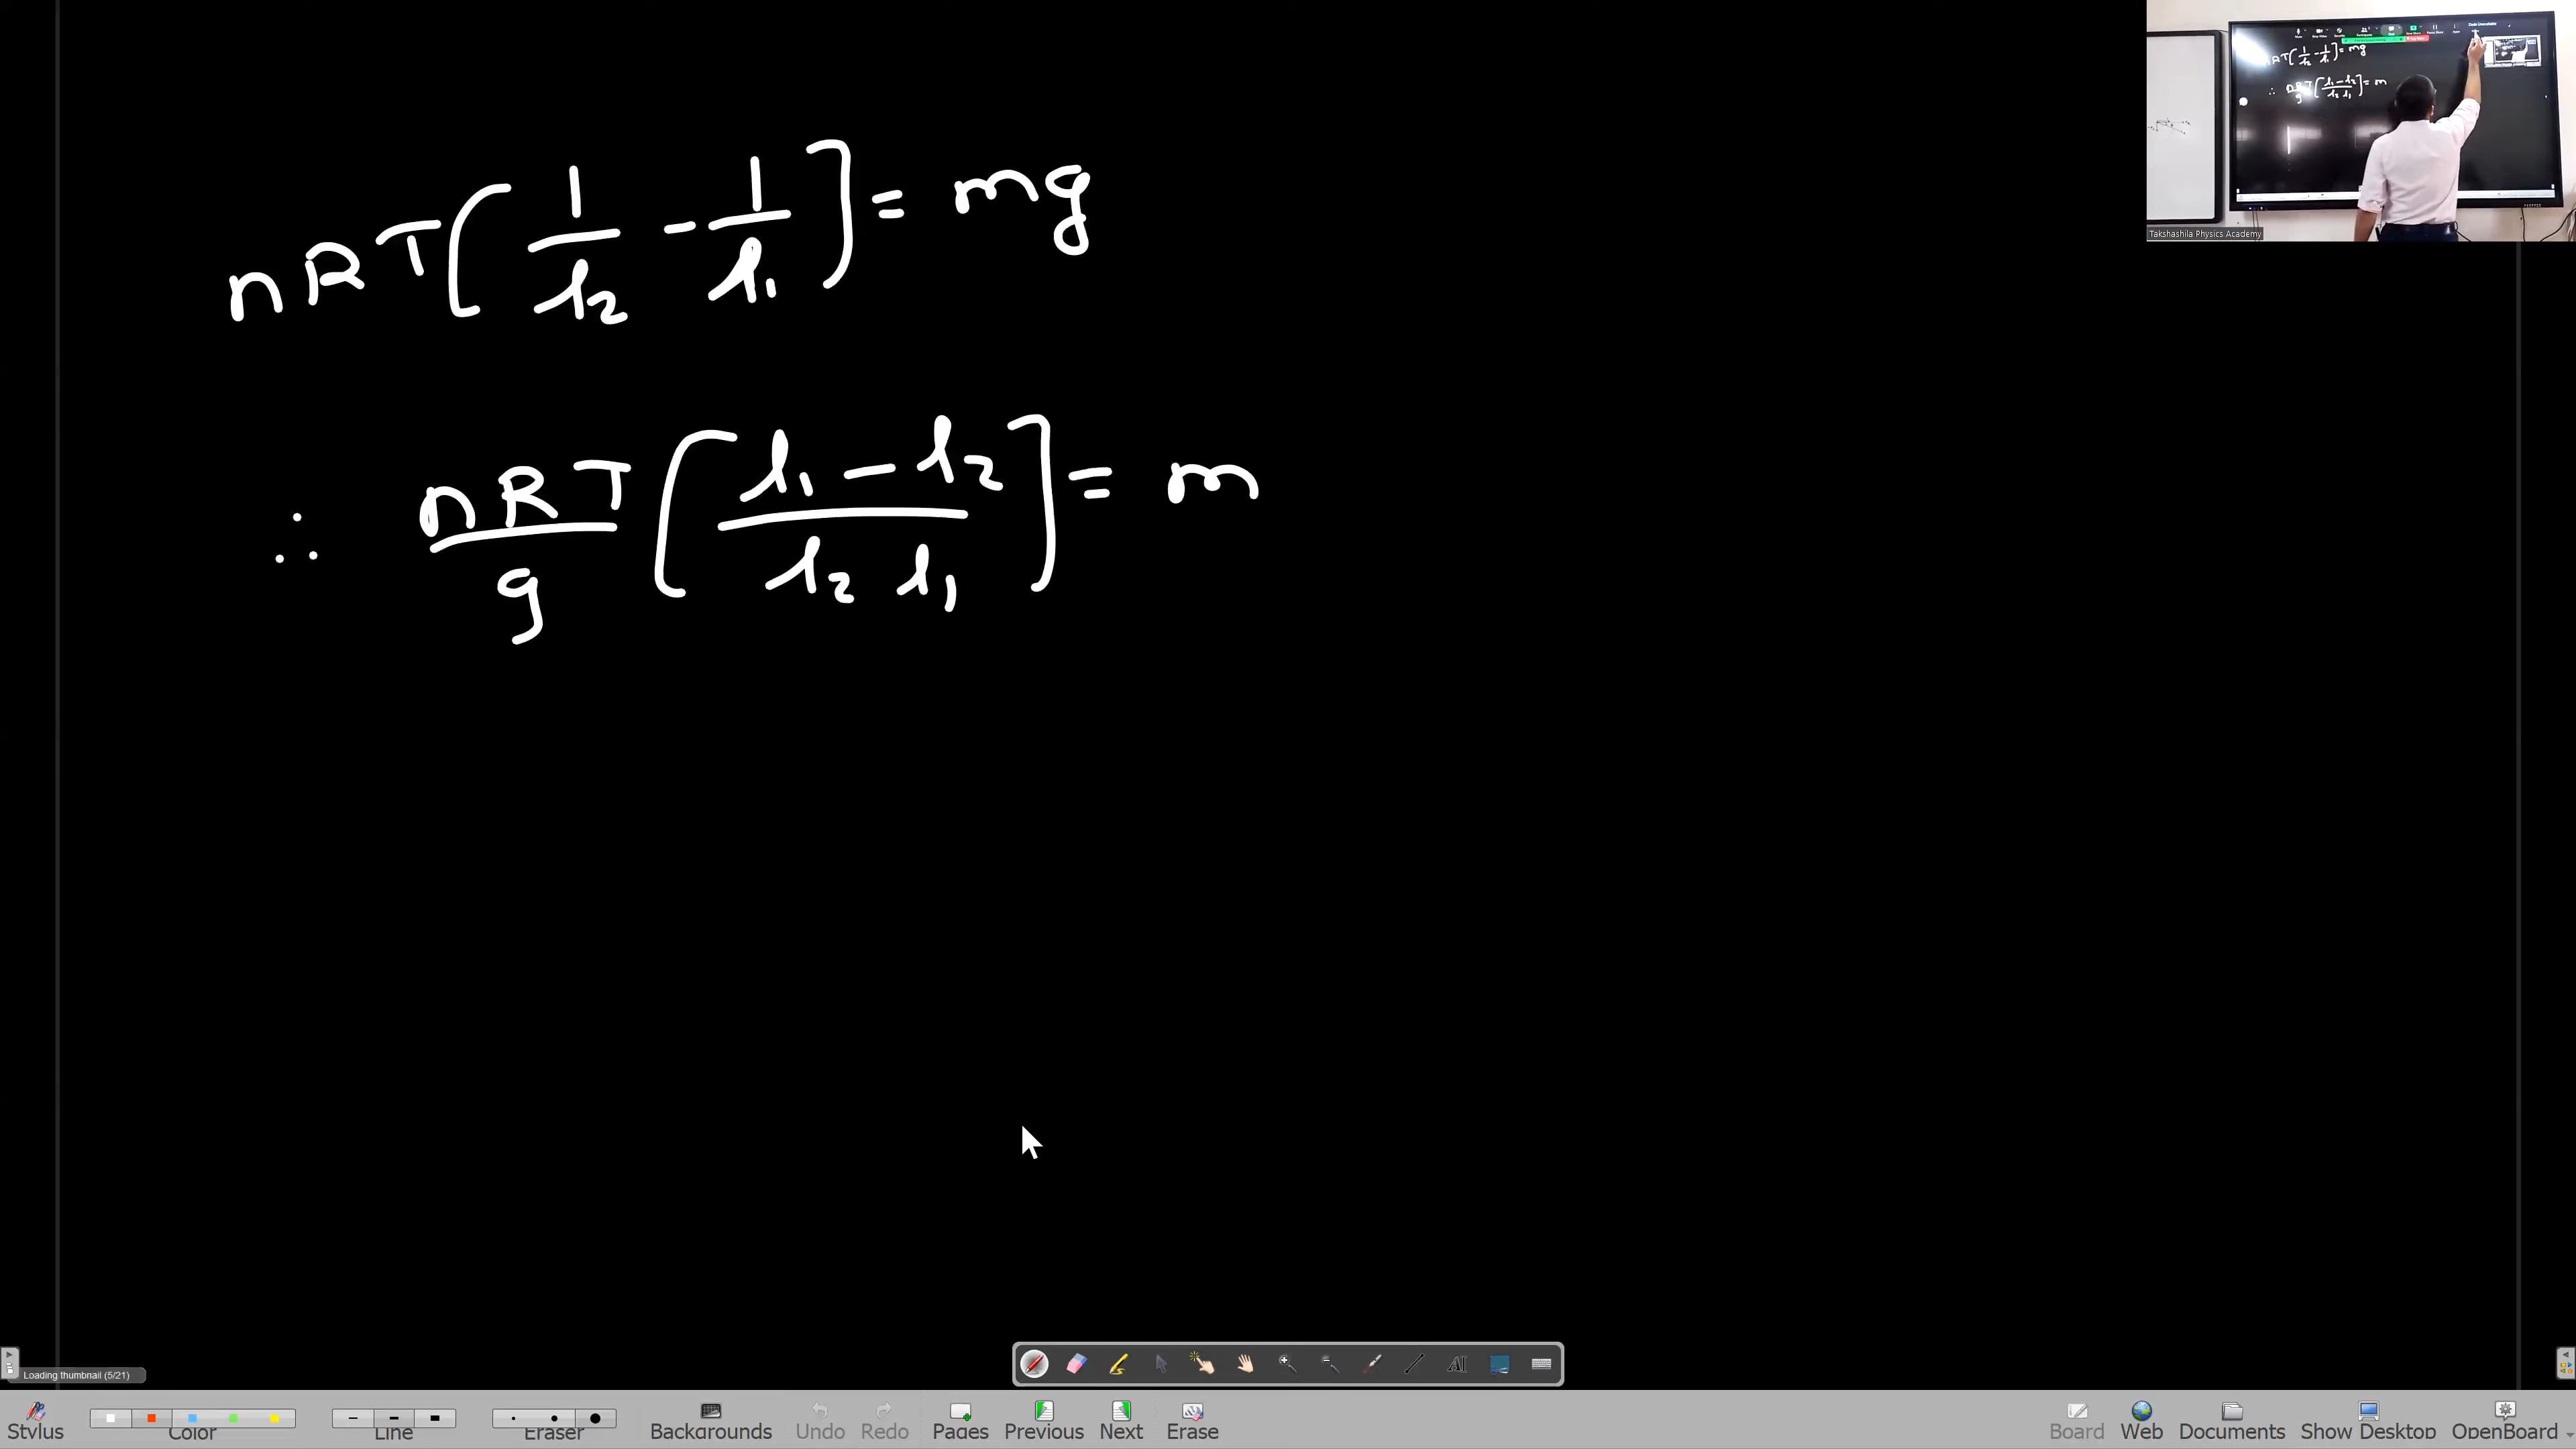 nRT[1/l₂ - 1/l₁] = mg
∴ nRT/g [l₁ - l₂ / l₂ l₁] = m
Takshashila Physics Academy
Loading thumbnail (5/21)
Stylus Color Line Eraser Backgrounds Undo Redo Pages Previous Next Erase Board Web Documents Show Desktop OpenBoard